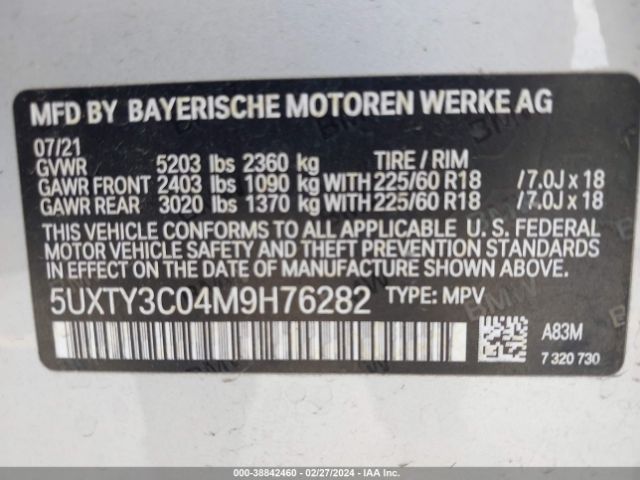 MFD BY BAYERISCHE MOTOREN WERKE AG
07/21
GVWR 5203 lbs 2360 kg TIRE / RIM
GAWR FRONT 2403 lbs 1090 kg WITH 225/60 R18 /7.0J x 18
GAWR REAR 3020 lbs 1370 kg WITH 225/60 R18 /7.0J x 18
THIS VEHICLE CONFORMS TO ALL APPLICABLE U. S. FEDERAL
MOTOR VEHICLE SAFETY AND THEFT PREVENTION STANDARDS
IN EFFECT ON THE DATE OF MANUFACTURE SHOWN ABOVE.
5UXTY3C04M9H76282 TYPE: MPV
A83M
7 320 730
000-38842460 - 02/27/2024 - IAATX